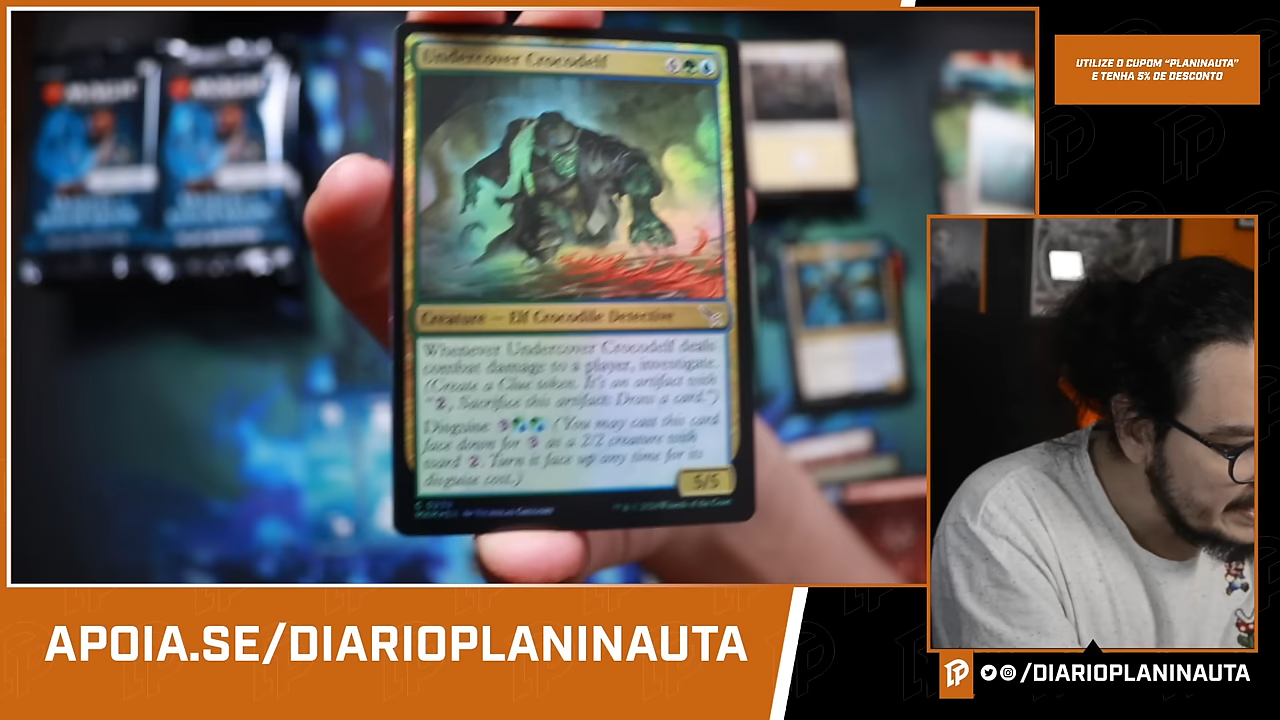 UTILIZE O CUPOM “PLANINAUTA”
E TENHA 5% DE DESCONTO
Undercover Crocodelf
Creature — Elf Crocodile Detective
Whenever Undercover Crocodelf deals
combat damage to a player, investigate.
(Create a Clue token. It's an artifact with
"2, Sacrifice this artifact: Draw a card.")
Disguise (You may cast this card
face down for 3 as a 2/2 creature with
ward 2. Turn it face up any time for its
disguise cost.)
5/5
APOIA.SE/DIARIOPLANINAUTA
/DIARIOPLANINAUTA